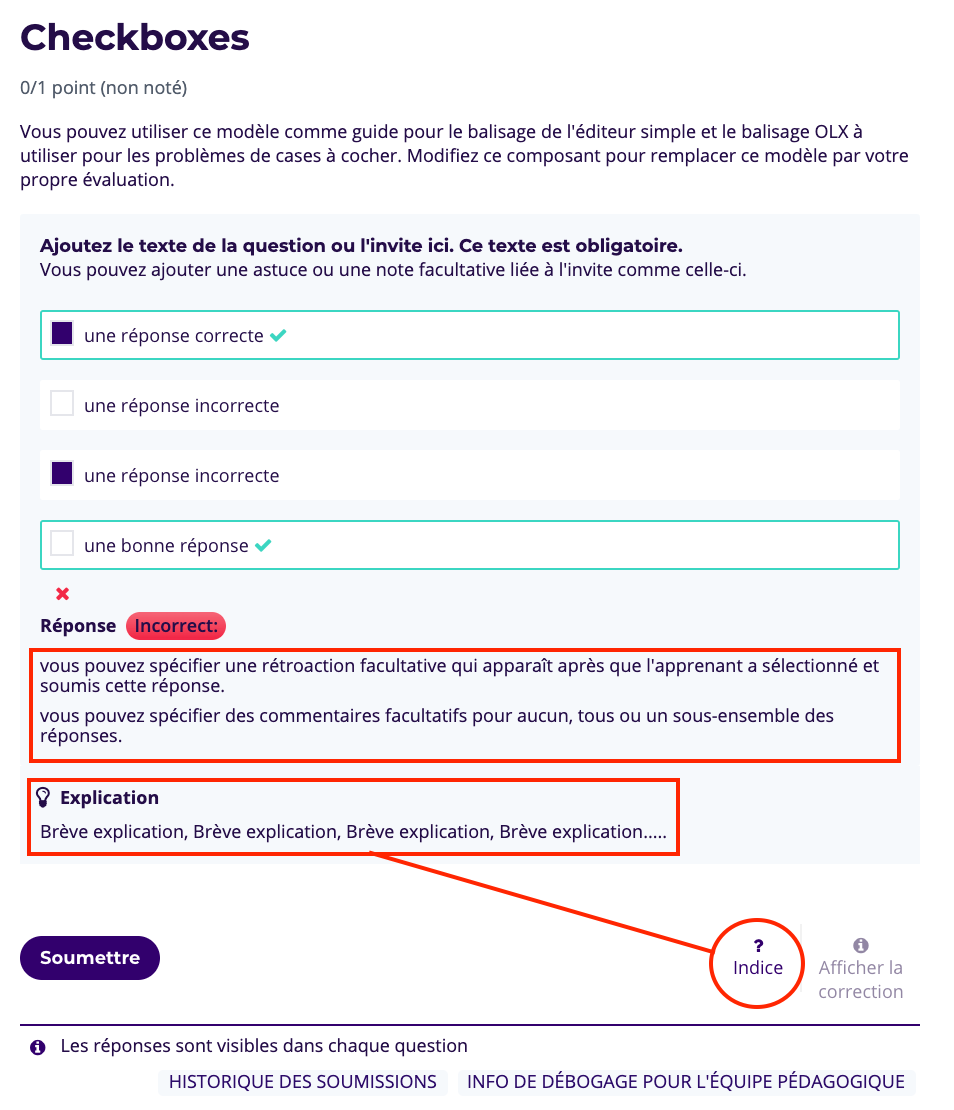 Checkboxes
0/1 point (non noté)
Vous pouvez utiliser ce modèle comme guide pour le balisage de l'éditeur simple et le balisage OLX à
utiliser pour les problèmes de cases à cocher. Modifiez ce composant pour remplacer ce modèle par votre
propre évaluation.
Ajoutez le texte de la question ou l'invite ici. Ce texte est obligatoire.
Vous pouvez ajouter une astuce ou une note facultative liée à l'invite comme celle-ci.
une réponse correcte
une réponse incorrecte
une réponse incorrecte
une bonne réponse
Réponse Incorrect:
vous pouvez spécifier une rétroaction facultative qui apparaît après que l'apprenant a sélectionné et
soumis cette réponse.
vous pouvez spécifier des commentaires facultatifs pour aucun, tous ou un sous-ensemble des
réponses.
Explication
Brève explication, Brève explication, Brève explication, Brève explication.....
Soumettre
?
Indice
Afficher la
correction
Les réponses sont visibles dans chaque question
HISTORIQUE DES SOUMISSIONS
INFO DE DÉBOGAGE POUR L'ÉQUIPE PÉDAGOGIQUE